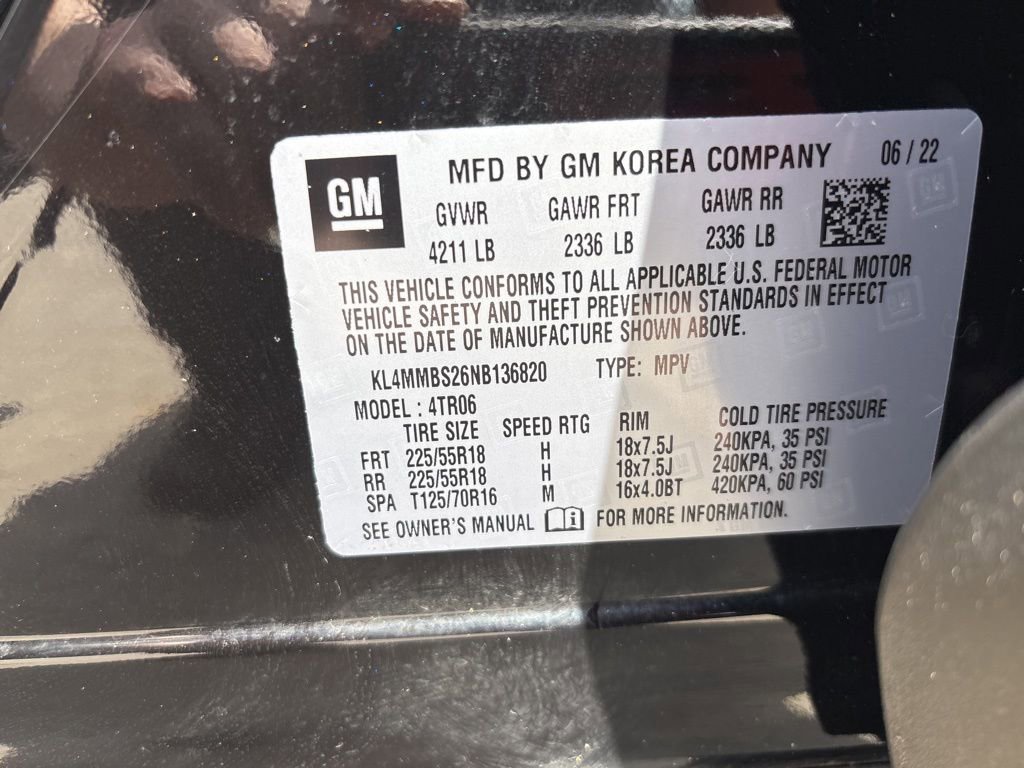 GM
MFD BY GM KOREA COMPANY 06 / 22
GVWR GAWR FRT GAWR RR
4211 LB 2336 LB 2336 LB
THIS VEHICLE CONFORMS TO ALL APPLICABLE U.S. FEDERAL MOTOR
VEHICLE SAFETY AND THEFT PREVENTION STANDARDS IN EFFECT
ON THE DATE OF MANUFACTURE SHOWN ABOVE.
KL4MMBS26NB136820 TYPE: MPV
MODEL : 4TR06
TIRE SIZE SPEED RTG RIM COLD TIRE PRESSURE
FRT 225/55R18 H 18x7.5J 240KPA, 35 PSI
RR 225/55R18 H 18x7.5J 240KPA, 35 PSI
SPA T125/70R16 M 16x4.0BT 420KPA, 60 PSI
SEE OWNER'S MANUAL i FOR MORE INFORMATION.